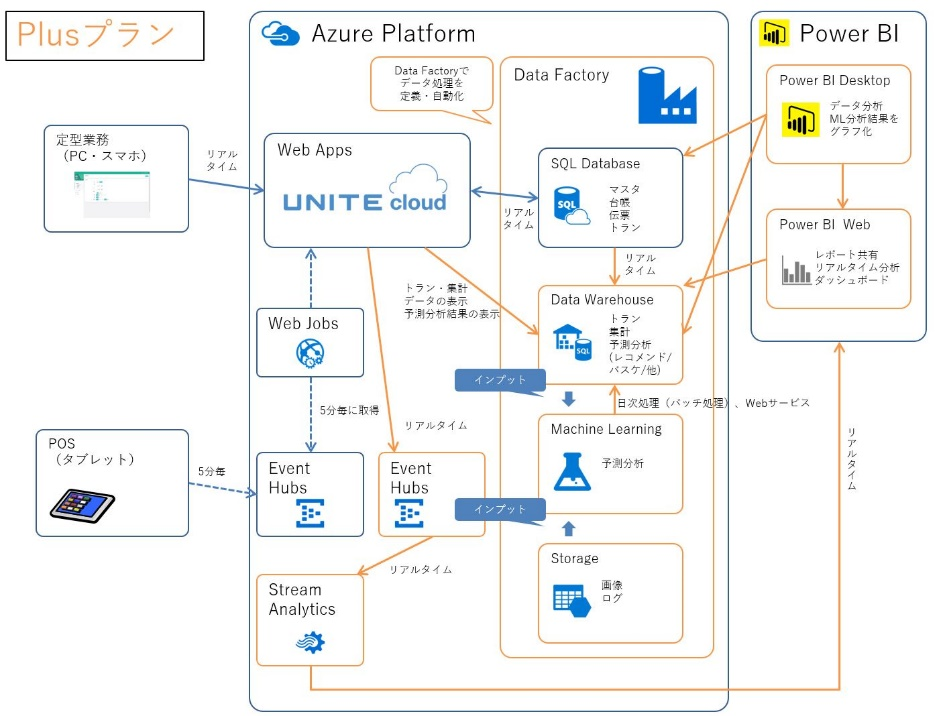 Plusプラン
Azure Platform
Power BI
Data Factoryで
データ処理を
定義・自動化
Data Factory
Power BI Desktop
データ分析
ML分析結果を
グラフ化
定型業務
（PC・スマホ）
リアル
タイム
Web Apps
UNITE cloud
リアル
タイム
SQL Database
SQL
マスタ
台帳
伝票
トラン
リアル
タイム
Power BI Web
レポート共有
リアルタイム分析
ダッシュボード
トラン・集計
データの表示
予測分析結果の表示
Data Warehouse
SQL
トラン
集計
予測分析
(レコメンド/
バスケ/他)
Web Jobs
インプット
5分毎に取得
日次処理（バッチ処理）、Webサービス
リアルタイム
Machine Learning
予測分析
POS
（タブレット）
5分毎
Event
Hubs
Event
Hubs
インプット
リアルタイム
リアルタイム
Storage
画像
ログ
Stream
Analytics